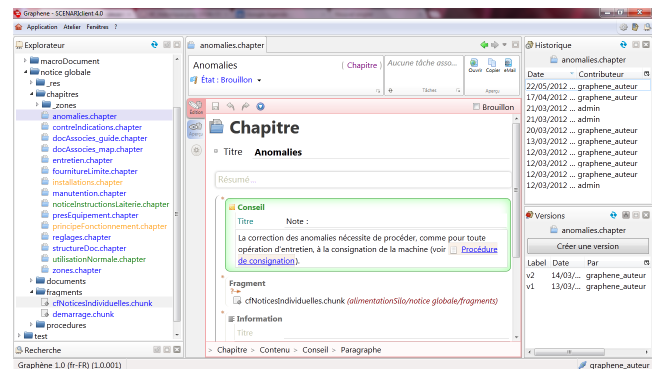 Graphene - SCENARIclient 4.0
Application Atelier Fenêtres ?
Explorateur
macroDocument
notice globale
_res
chapitres
_zones
anomalies.chapter
contreIndications.chapter
docAssocies_guide.chapter
docAssocies_map.chapter
entretien.chapter
fournitureLimite.chapter
installations.chapter
manutention.chapter
noticeInstructionsLaiterie.chapter
presEquipement.chapter
principeFonctionnement.chapter
reglages.chapter
structureDoc.chapter
utilisationNormale.chapter
zones.chapter
documents
fragments
cfNoticesIndividuelles.chunk
demarrage.chunk
procedures
test
Recherche
anomalies.chapter
Anomalies
[ Chapitre ]
État : Brouillon
Aucune tâche asso...
Tâches
Ouvrir Copier eMail
Aperçu
Brouillon
Chapitre
Titre Anomalies
Résumé...
Conseil
Titre Note :
La correction des anomalies nécessite de procéder, comme pour toute
opération d'entretien, à la consignation de la machine (voir Procédure
de consignation).
Fragment
cfNoticesIndividuelles.chunk (alimentationSilo/notice globale/fragments)
Information
Titre
> Chapitre > Contenu > Conseil > Paragraphe
Historique
anomalies.chapter
Date Contributeur
22/05/2012 ... graphene_auteur
17/04/2012 ... graphene_auteur
21/03/2012 ... admin
21/03/2012 ... admin
20/03/2012 ... graphene_auteur
13/03/2012 ... graphene_auteur
12/03/2012 ... graphene_auteur
12/03/2012 ... graphene_auteur
12/03/2012 ... graphene_auteur
12/03/2012 ... admin
Versions
anomalies.chapter
Créer une version
Label Date Par
v2 14/03/... graphene_auteur
v1 13/03/... graphene_auteur
Graphène 1.0 (fr-FR) (1.0.001)
graphene_auteur